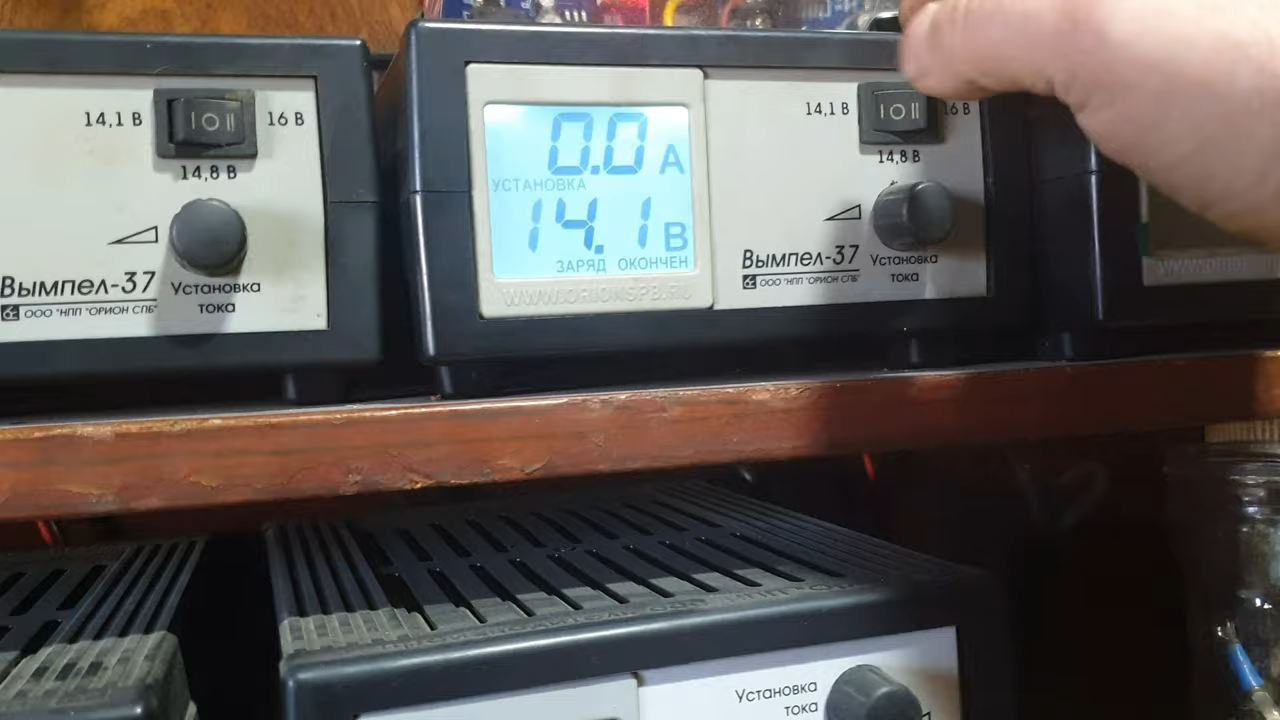 14,1 В
I O II
16 В
14,8 В
Вымпел-37
ООО "НПП "ОРИОН СПБ"
Установка
тока
0.0 А
УСТАНОВКА
14.1 В
ЗАРЯД ОКОНЧЕН
WWW.ORIONSPB.RU
14,1 В
I O II
16 В
14,8 В
Вымпел-37
ООО "НПП "ОРИОН СПБ"
Установка
тока
Установка
тока